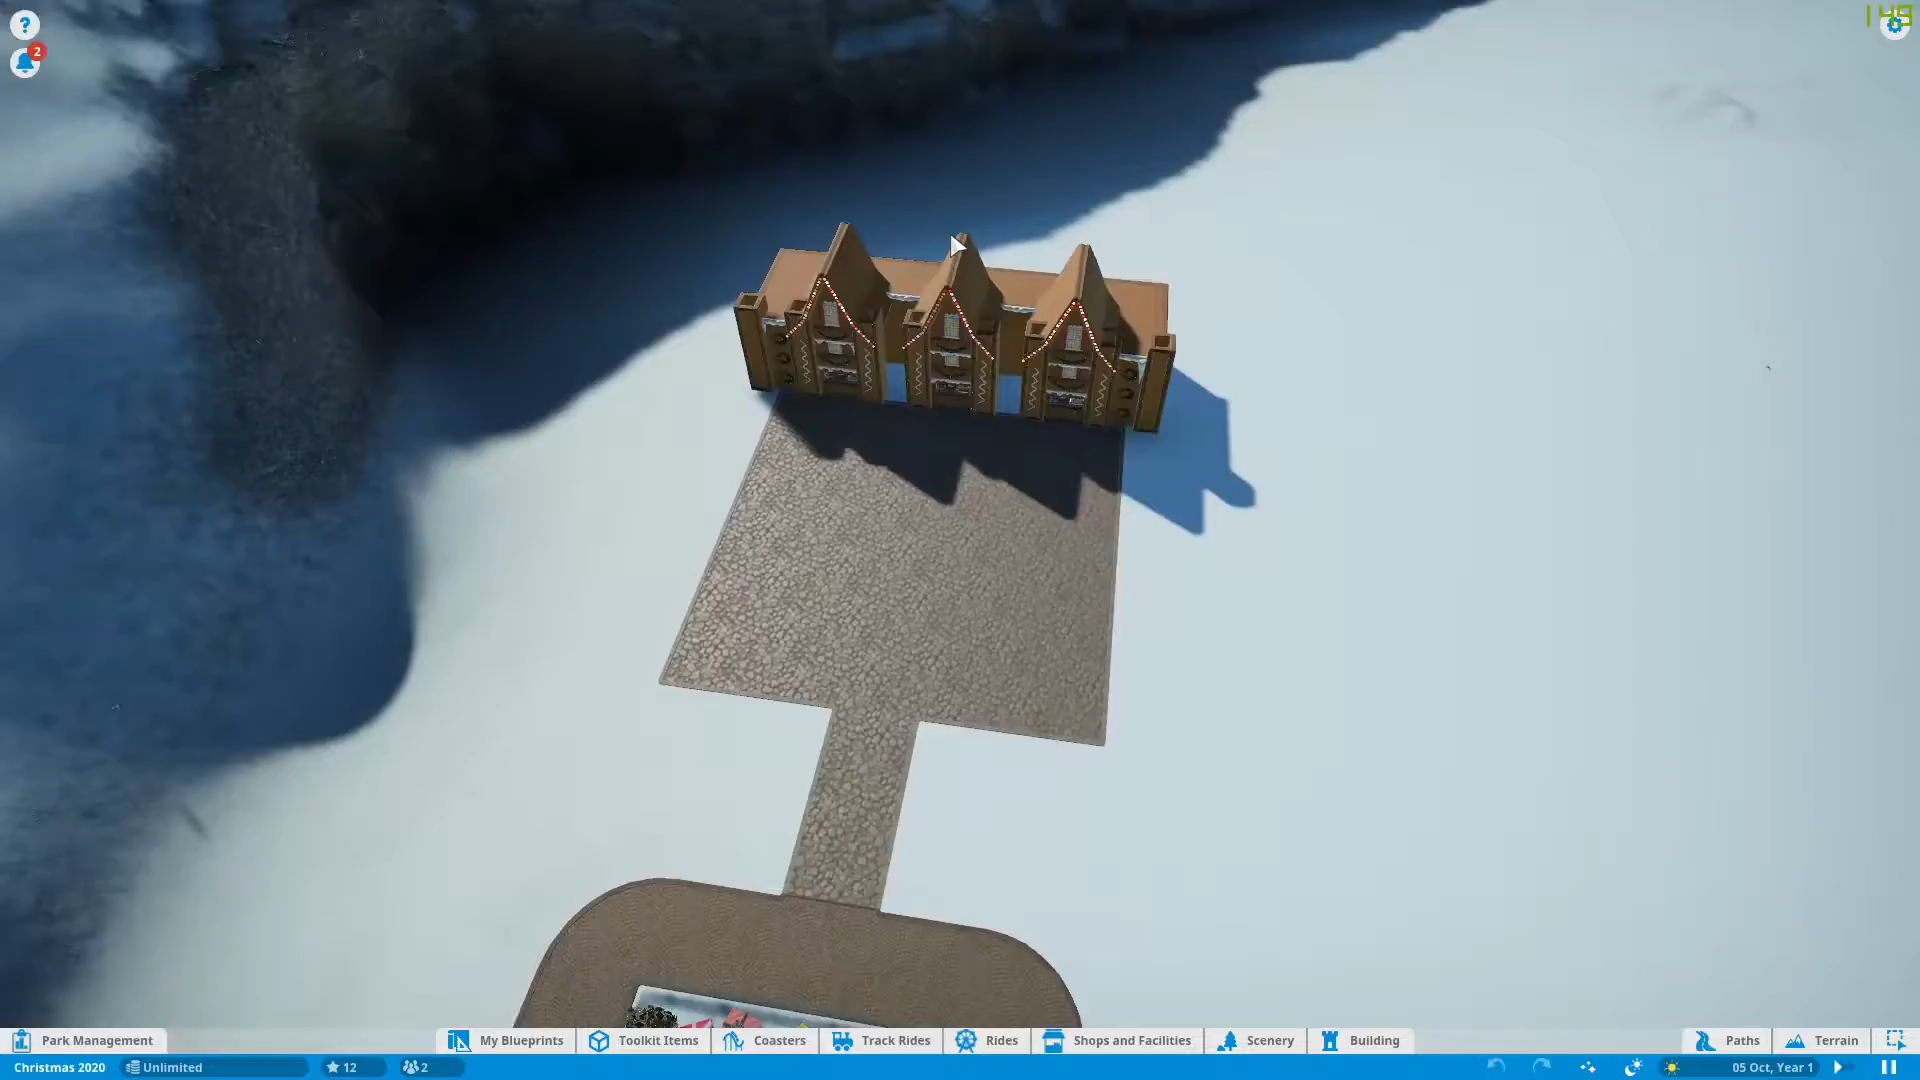 ?
149
2
Park Management
My Blueprints
Toolkit Items
Coasters
Track Rides
Rides
Shops and Facilities
Scenery
Building
Paths
Terrain
Christmas 2020
Unlimited
12
2
05 Oct, Year 1